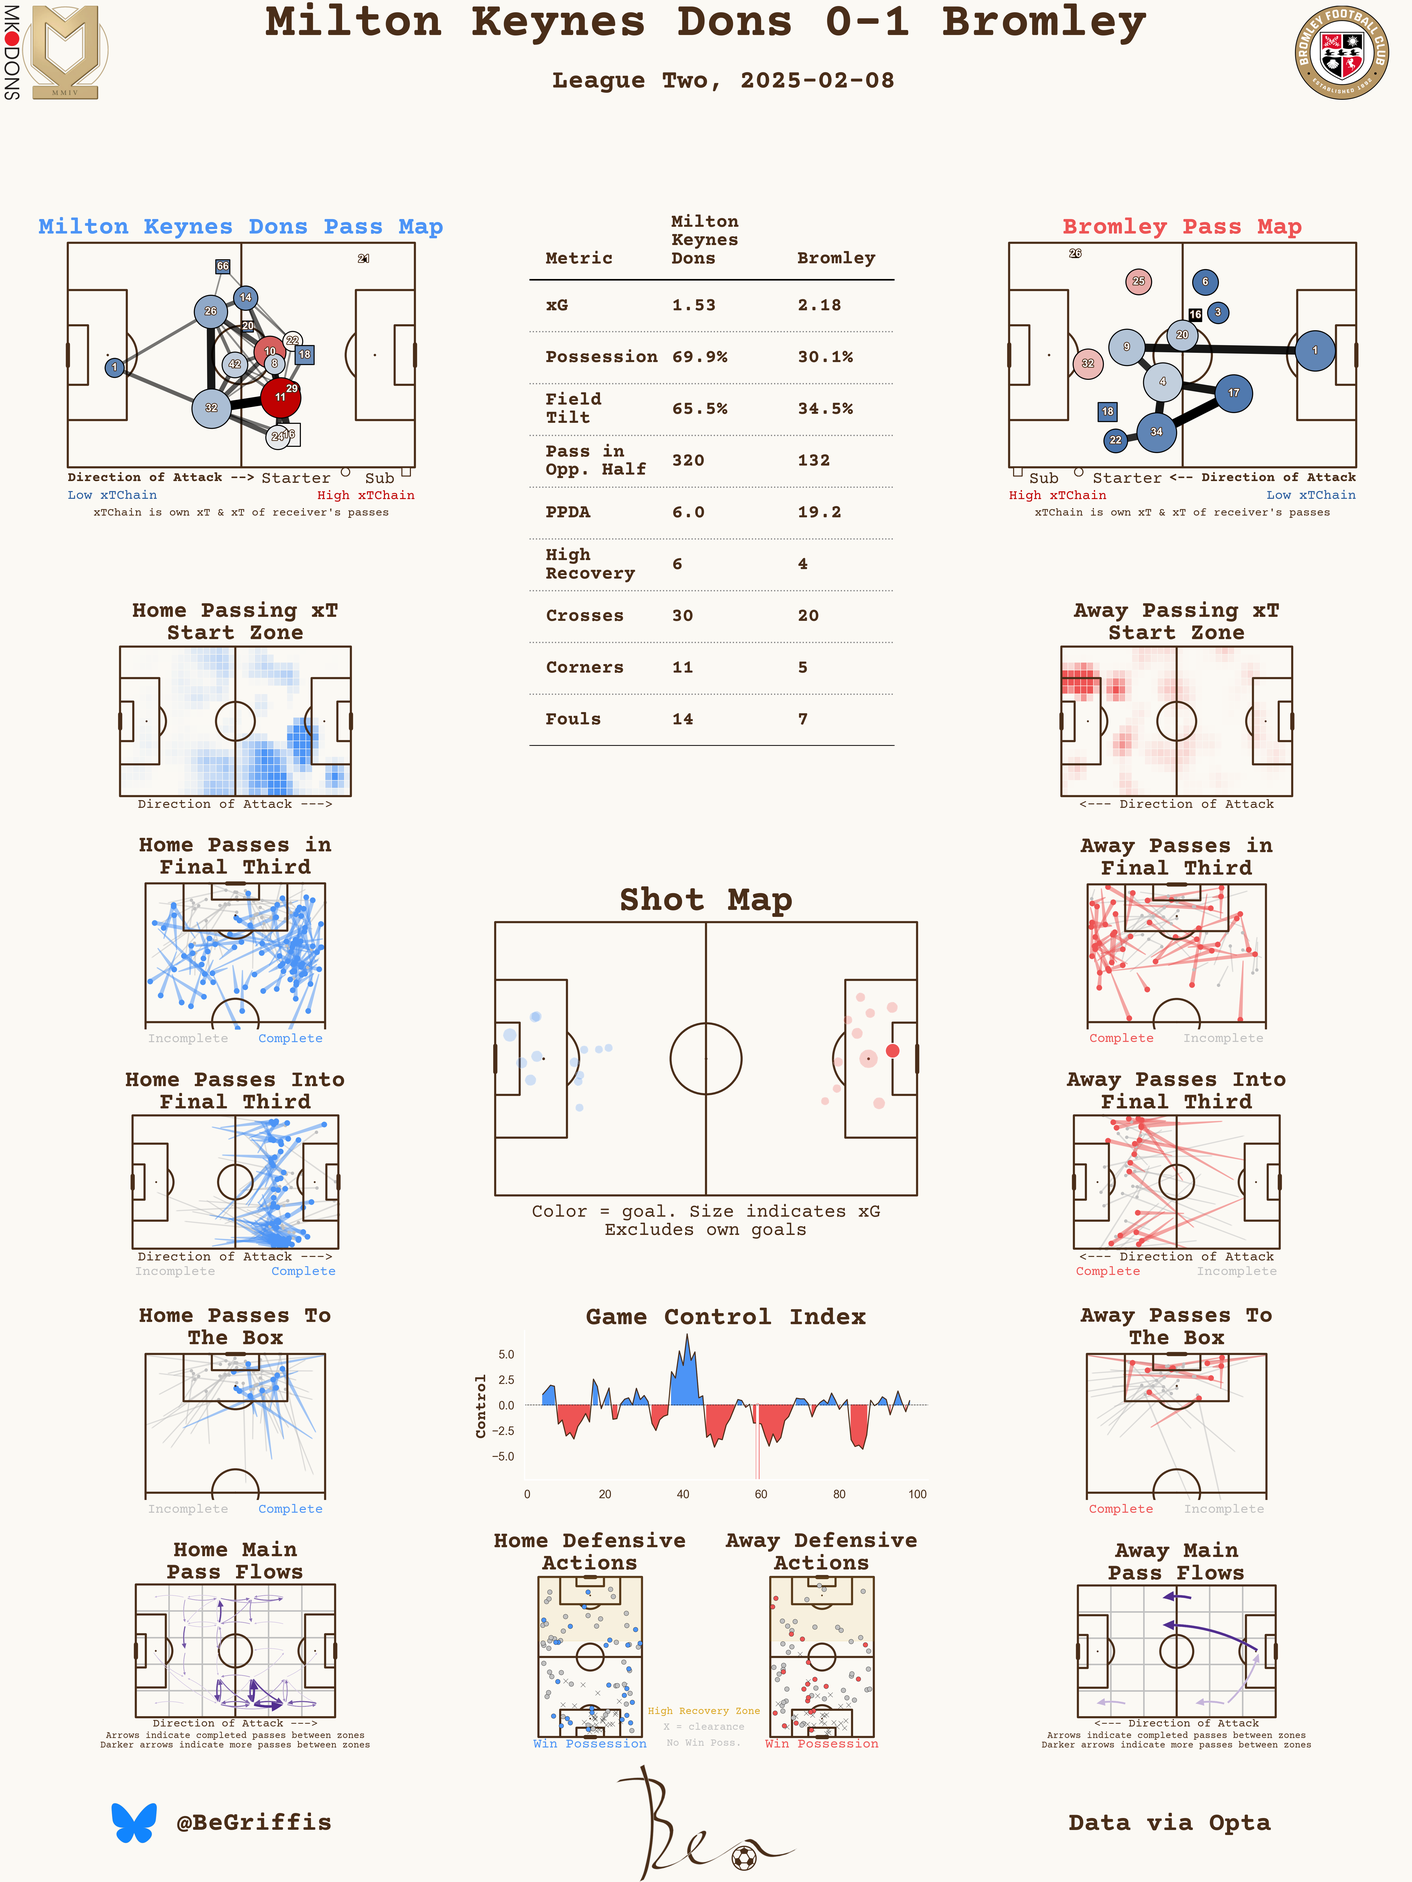 Milton Keynes Dons 0-1 Bromley
League Two, 2025-02-08
MK DONS
MMIV
BROMLEY FOOTBALL CLUB
• ESTABLISHED 1892 •
Milton Keynes Dons Pass Map
21
66
14
26
20
22
10
18
42
8
1
29
11
32
24
16
Direction of Attack --> Starter Sub
Low xTChain High xTChain
xTChain is own xT & xT of receiver's passes
Metric Milton Keynes Dons Bromley
xG 1.53 2.18
Possession 69.9% 30.1%
Field Tilt 65.5% 34.5%
Pass in Opp. Half 320 132
PPDA 6.0 19.2
High Recovery 6 4
Crosses 30 20
Corners 11 5
Fouls 14 7
Bromley Pass Map
26
25
6
16
3
20
9
1
32
4
17
18
34
22
Sub Starter <-- Direction of Attack
High xTChain Low xTChain
xTChain is own xT & xT of receiver's passes
Home Passing xT
Start Zone
Direction of Attack --->
Away Passing xT
Start Zone
<--- Direction of Attack
Home Passes in
Final Third
Incomplete Complete
Away Passes in
Final Third
Complete Incomplete
Shot Map
Color = goal. Size indicates xG
Excludes own goals
Home Passes Into
Final Third
Direction of Attack --->
Incomplete Complete
Away Passes Into
Final Third
<--- Direction of Attack
Complete Incomplete
Home Passes To
The Box
Incomplete Complete
Game Control Index
Control
5.0
2.5
0.0
−2.5
−5.0
0 20 40 60 80 100
Away Passes To
The Box
Complete Incomplete
Home Main
Pass Flows
Direction of Attack --->
Arrows indicate completed passes between zones
Darker arrows indicate more passes between zones
Home Defensive
Actions
Win Possession
High Recovery Zone
X = clearance
No Win Poss.
Away Defensive
Actions
Win Possession
Away Main
Pass Flows
<--- Direction of Attack
Arrows indicate completed passes between zones
Darker arrows indicate more passes between zones
@BeGriffis
Ben
Data via Opta